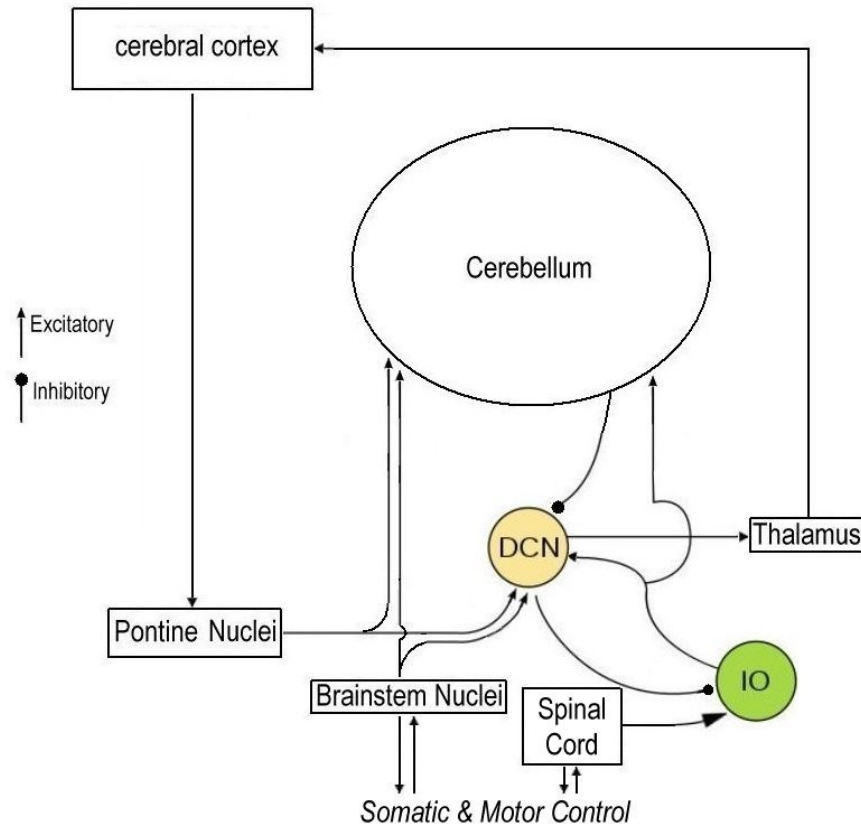 cerebral cortex
Cerebellum
Excitatory
Inhibitory
DCN
Thalamus
Pontine Nuclei
IO
Brainstem Nuclei
Spinal
Cord
Somatic & Motor Control